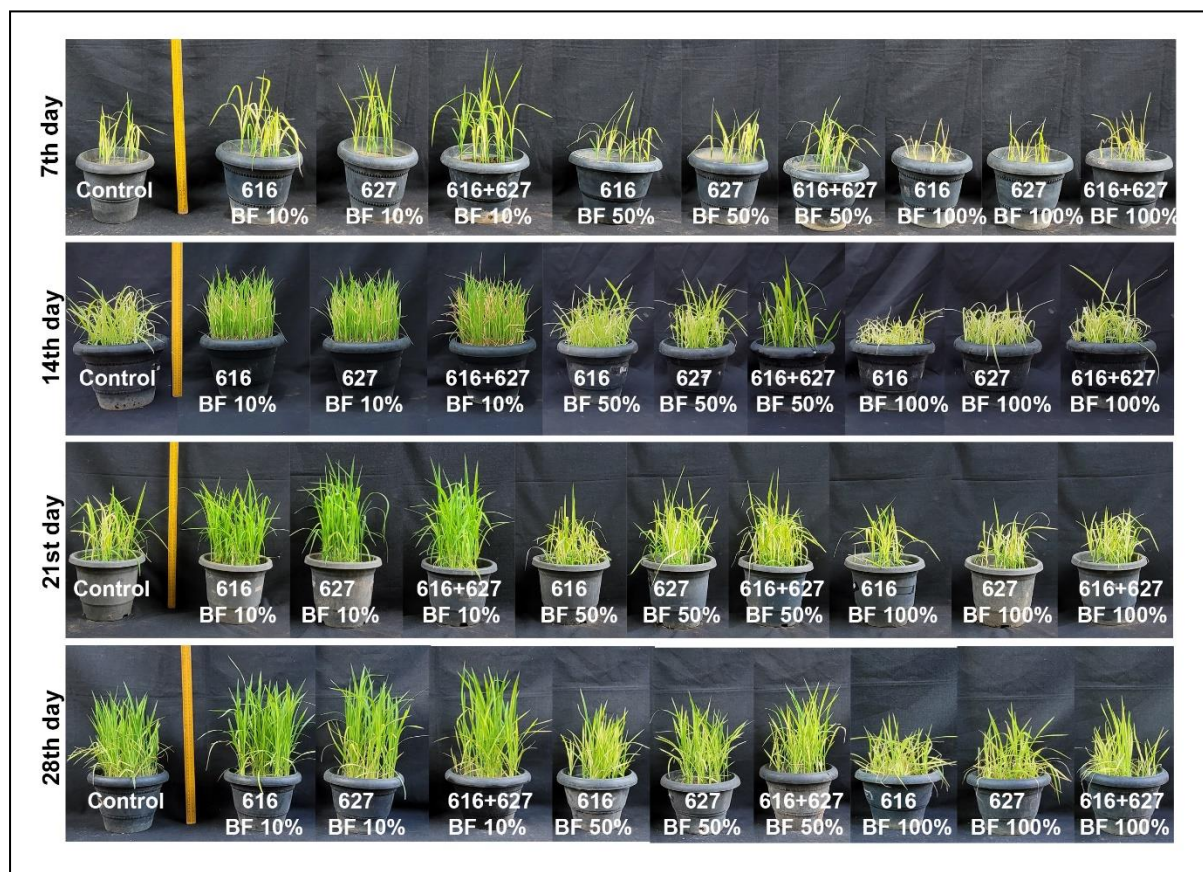 7th day
Control
616
BF 10%
627
BF 10%
616+627
BF 10%
616
BF 50%
627
BF 50%
616+627
BF 50%
616
BF 100%
627
BF 100%
616+627
BF 100%
14th day
Control
616
BF 10%
627
BF 10%
616+627
BF 10%
616
BF 50%
627
BF 50%
616+627
BF 50%
616
BF 100%
627
BF 100%
616+627
BF 100%
21st day
Control
616
BF 10%
627
BF 10%
616+627
BF 10%
616
BF 50%
627
BF 50%
616+627
BF 50%
616
BF 100%
627
BF 100%
616+627
BF 100%
28th day
Control
616
BF 10%
627
BF 10%
616+627
BF 10%
616
BF 50%
627
BF 50%
616+627
BF 50%
616
BF 100%
627
BF 100%
616+627
BF 100%